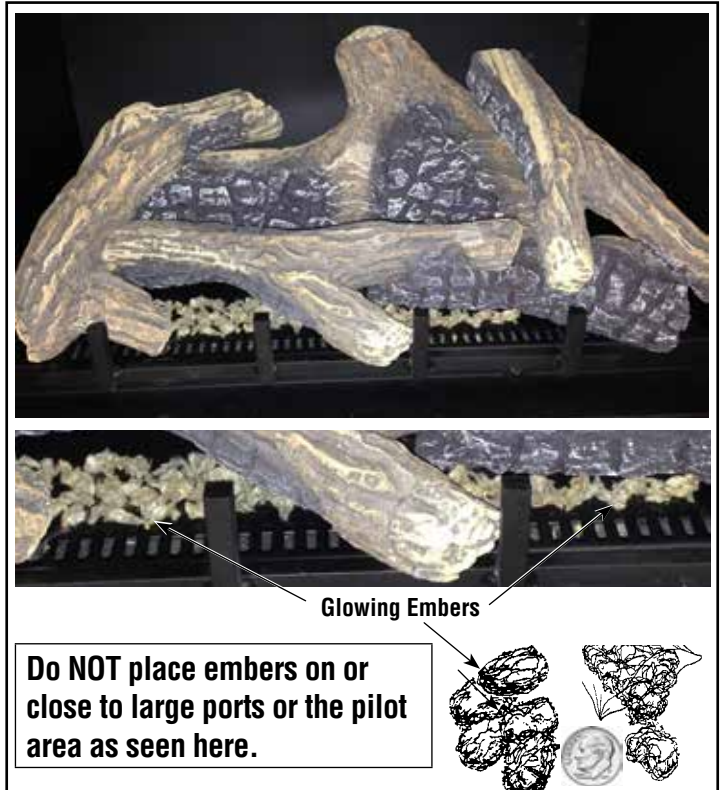 Glowing Embers
Do NOT place embers on or
close to large ports or the pilot
area as seen here.